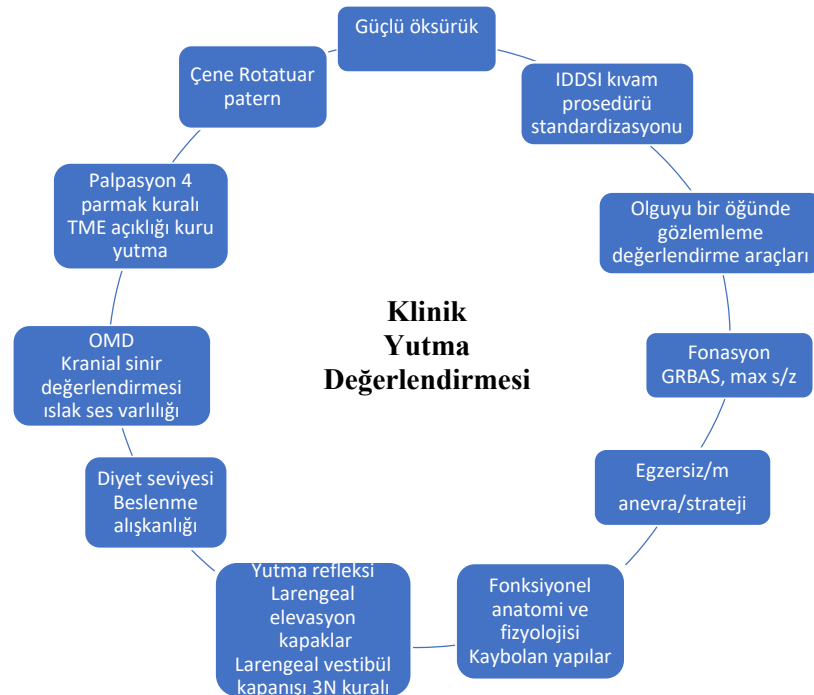 Güçlü öksürük
IDDSI kıvam
prosedürü
standardizasyonu
Olguyu bir öğünde
gözlemleme
değerlendirme araçları
Fonasyon
GRBAS, max s/z
Egzersiz/m
anevra/strateji
Fonksiyonel
anatomi ve
fizyolojisi
Kaybolan yapılar
Yutma refleksi
Larengeal
elevasyon
kapaklar
Larengeal vestibül
kapanışı 3N kuralı
Diyet seviyesi
Beslenme
alışkanlığı
OMD
Kranial sinir
değerlendirmesi
ıslak ses varlılığı
Palpasyon 4
parmak kuralı
TME açıklığı kuru
yutma
Çene Rotatuar
patern
Klinik
Yutma
Değerlendirmesi